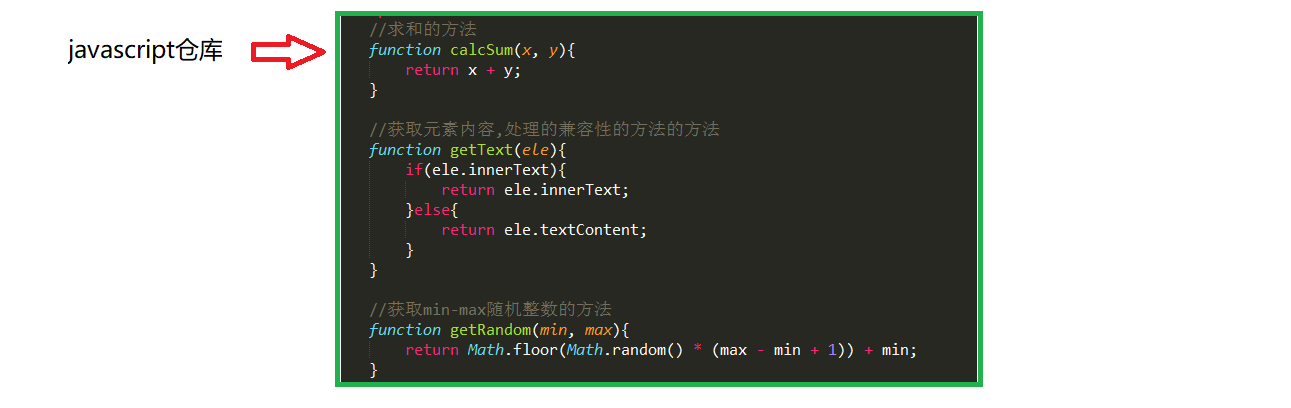 javascript仓库
//求和的方法
function calcSum(x, y){
    return x + y;
}
//获取元素内容,处理的兼容性的方法的方法
function getText(ele){
    if(ele.innerText){
        return ele.innerText;
    }else{
        return ele.textContent;
    }
}
//获取min-max随机整数的方法
function getRandom(min, max){
    return Math.floor(Math.random() * (max - min + 1)) + min;
}